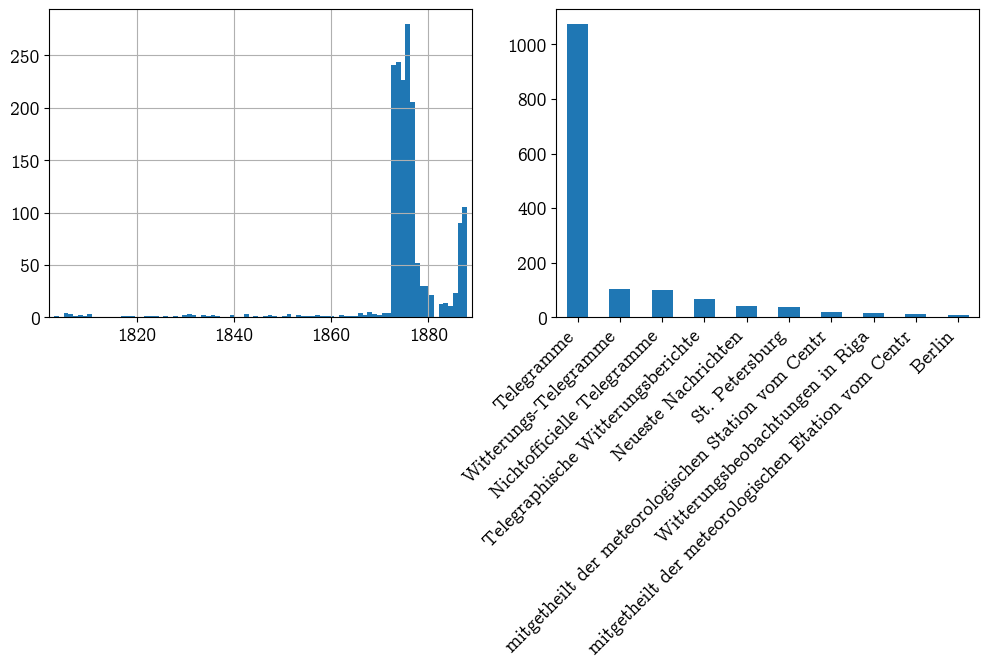 250
200
150
100
50
0
1820
1840
1860
1880
1000
800
600
400
200
0
Telegramme
Witterungs-Telegramme
Nichtofficielle Telegramme
Telegraphische Witterungsberichte
Neueste Nachrichten
St. Petersburg
mitgetheilt der meteorologischen Station vom Centr
Witterungsbeobachtungen in Riga
mitgetheilt der meteorologischen Etation vom Centr
Berlin